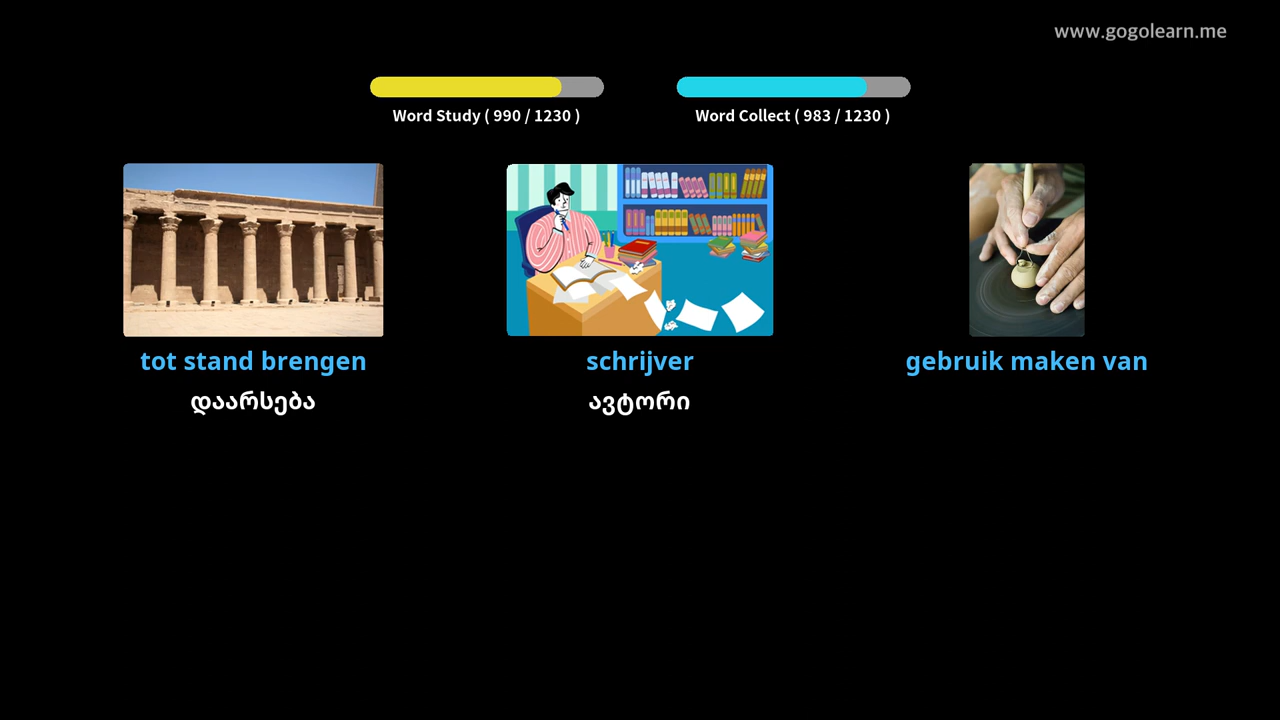 www.gogolearn.me
Word Study ( 990 / 1230 )
Word Collect ( 983 / 1230 )
tot stand brengen
schrijver
gebruik maken van
დაარსება
ავტორი